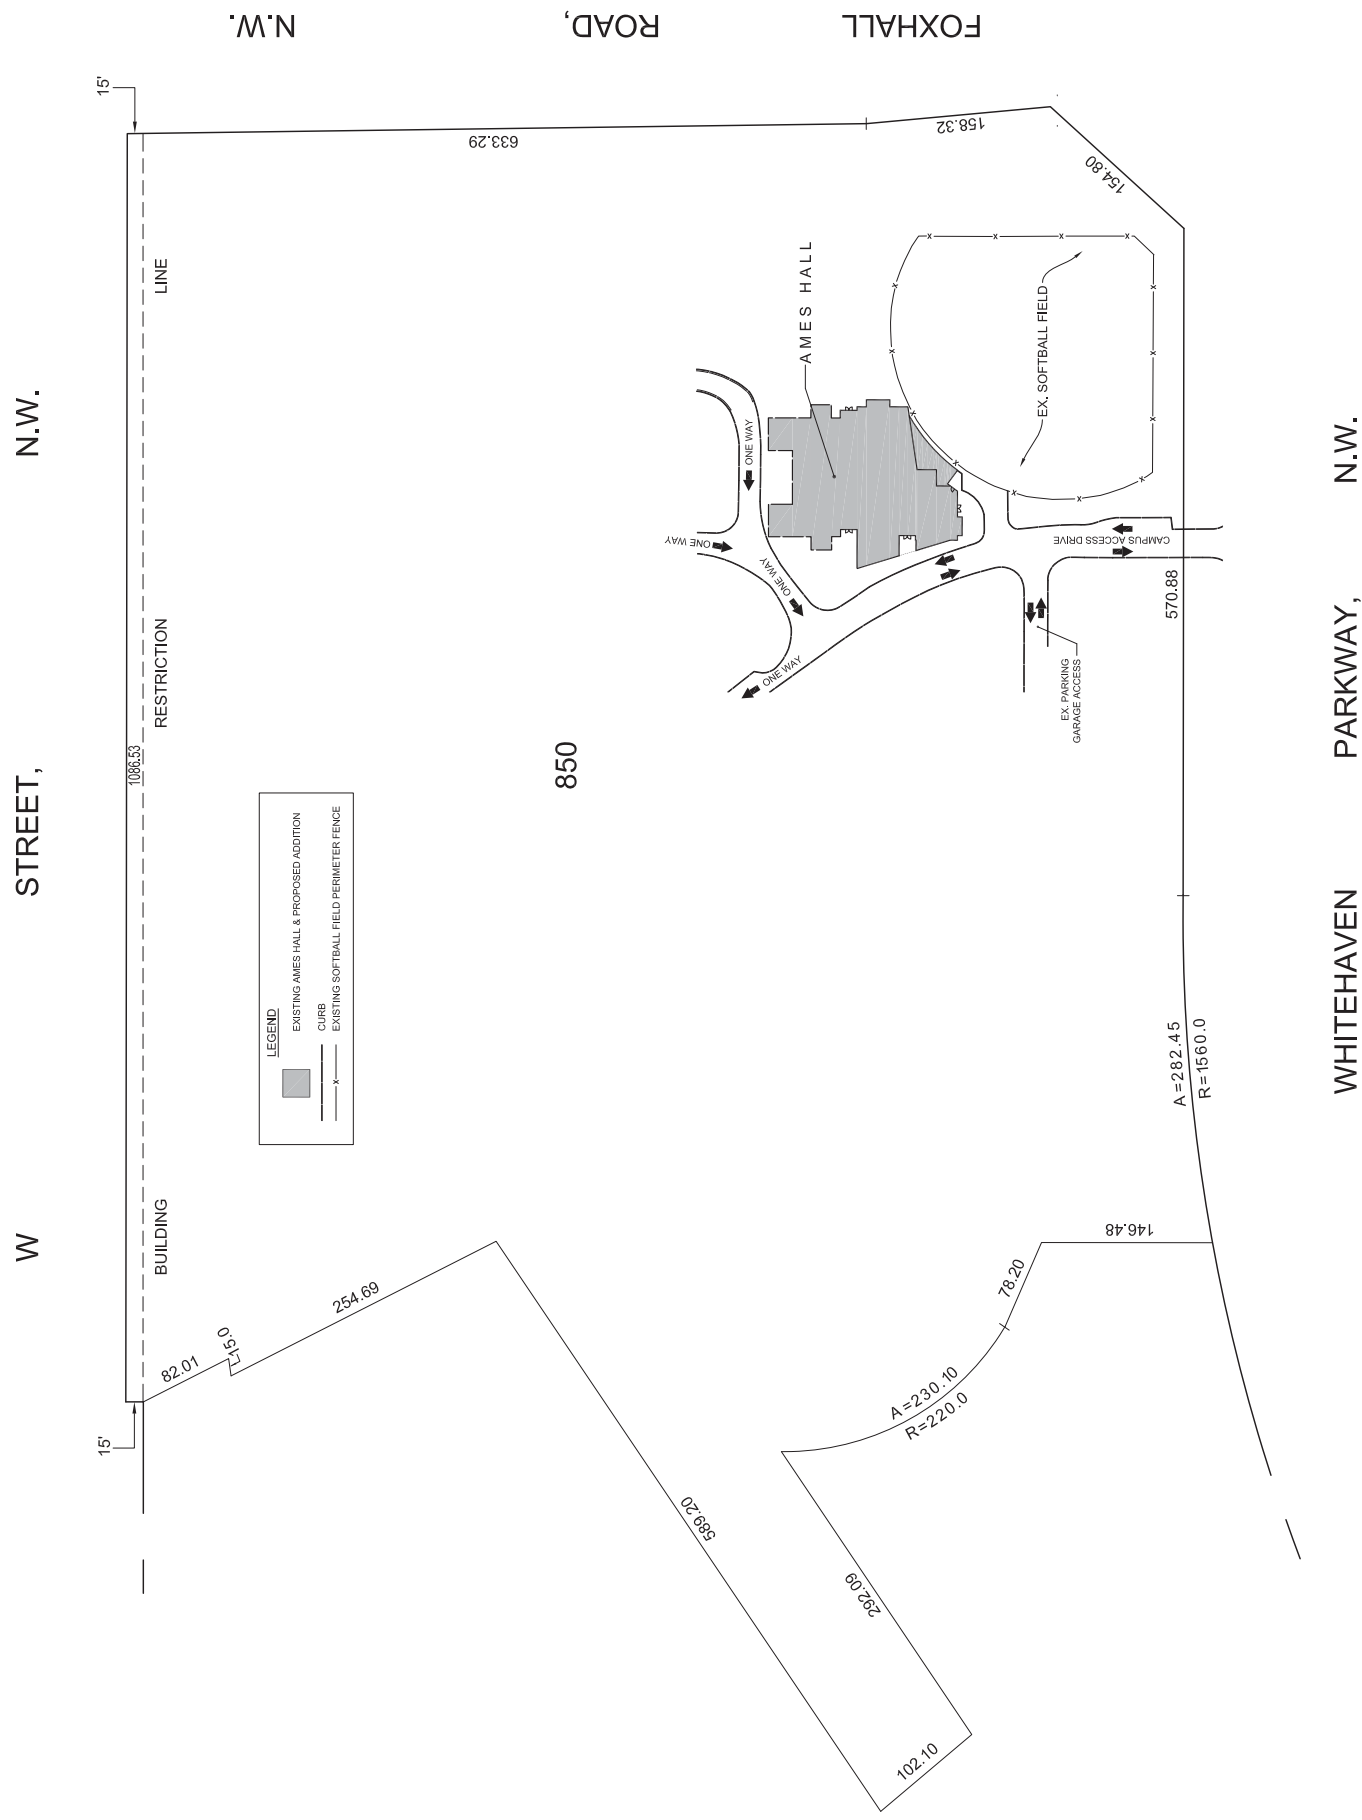 FOXHALL ROAD, N.W.
W STREET, N.W.
WHITEHAVEN PARKWAY, N.W.
15'
15'
BUILDING RESTRICTION LINE
1086.53
633.29
158.32
154.80
570.88
A=282.45
R=1560.0
146.48
78.20
A=230.10
R=220.0
292.09
102.10
589.20
254.69
15.0
82.01
850
AMES HALL
EX. SOFTBALL FIELD
ONE WAY
ONE WAY
ONE WAY
ONE WAY
CAMPUS ACCESS DRIVE
EX. PARKING
GARAGE ACCESS
LEGEND
EXISTING AMES HALL & PROPOSED ADDITION
CURB
EXISTING SOFTBALL FIELD PERIMETER FENCE